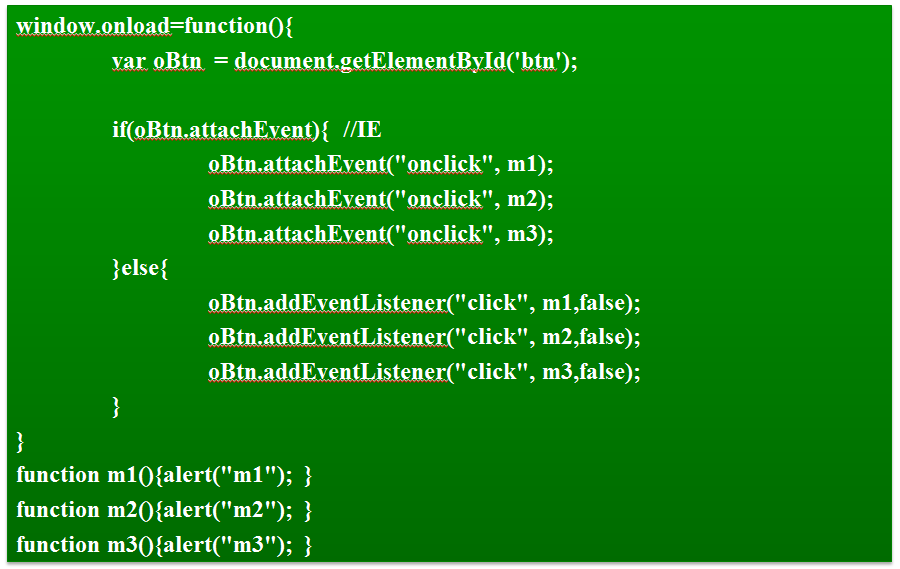 window.onload=function(){
var oBtn  = document.getElementById('btn');
if(oBtn.attachEvent){  //IE
oBtn.attachEvent("onclick", m1);
oBtn.attachEvent("onclick", m2);
oBtn.attachEvent("onclick", m3);
}else{
oBtn.addEventListener("click", m1,false);
oBtn.addEventListener("click", m2,false);
oBtn.addEventListener("click", m3,false);
}
}
function m1(){alert("m1");  }
function m2(){alert("m2");  }
function m3(){alert("m3");  }